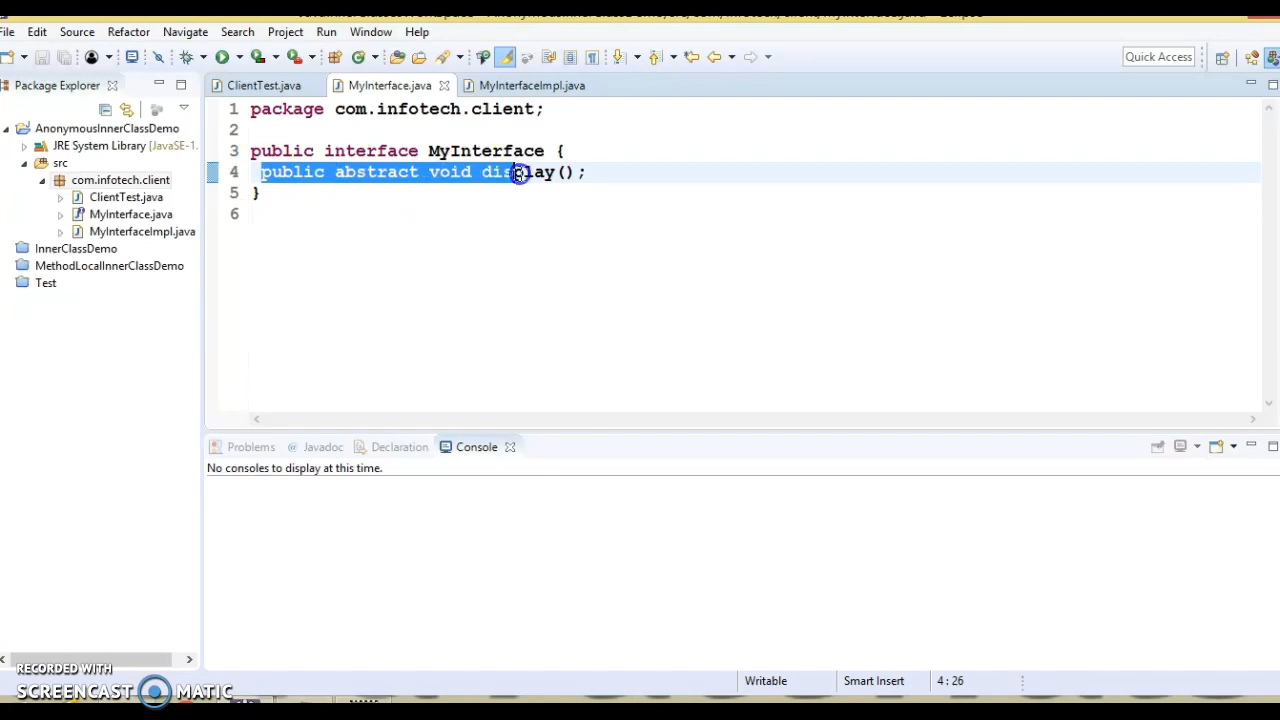 File Edit Source Refactor Navigate Search Project Run Window Help
Quick Access
Package Explorer
ClientTest.java MyInterface.java MyInterfaceImpl.java
AnonymousInnerClassDemo
JRE System Library [JavaSE-1.
src
com.infotech.client
ClientTest.java
MyInterface.java
MyInterfaceImpl.java
InnerClassDemo
MethodLocalInnerClassDemo
Test
1 package com.infotech.client;
2
3 public interface MyInterface {
4 public abstract void display();
5 }
6
Problems @ Javadoc Declaration Console
No consoles to display at this time.
Writable Smart Insert 4 : 26
RECORDED WITH
SCREENCAST MATIC